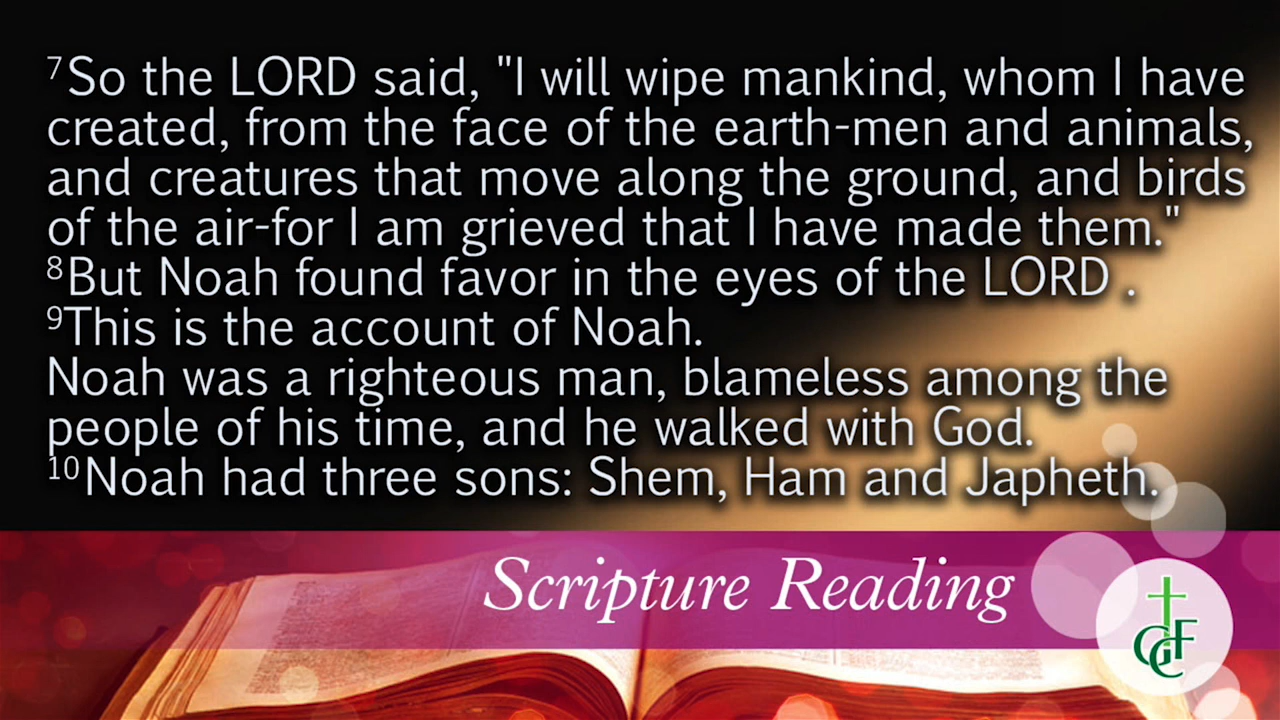 ⁷So the LORD said, "I will wipe mankind, whom I have
created, from the face of the earth-men and animals,
and creatures that move along the ground, and birds
of the air-for I am grieved that I have made them."
⁸But Noah found favor in the eyes of the LORD .
⁹This is the account of Noah.
Noah was a righteous man, blameless among the
people of his time, and he walked with God.
¹⁰Noah had three sons: Shem, Ham and Japheth.
Scripture Reading
GCF